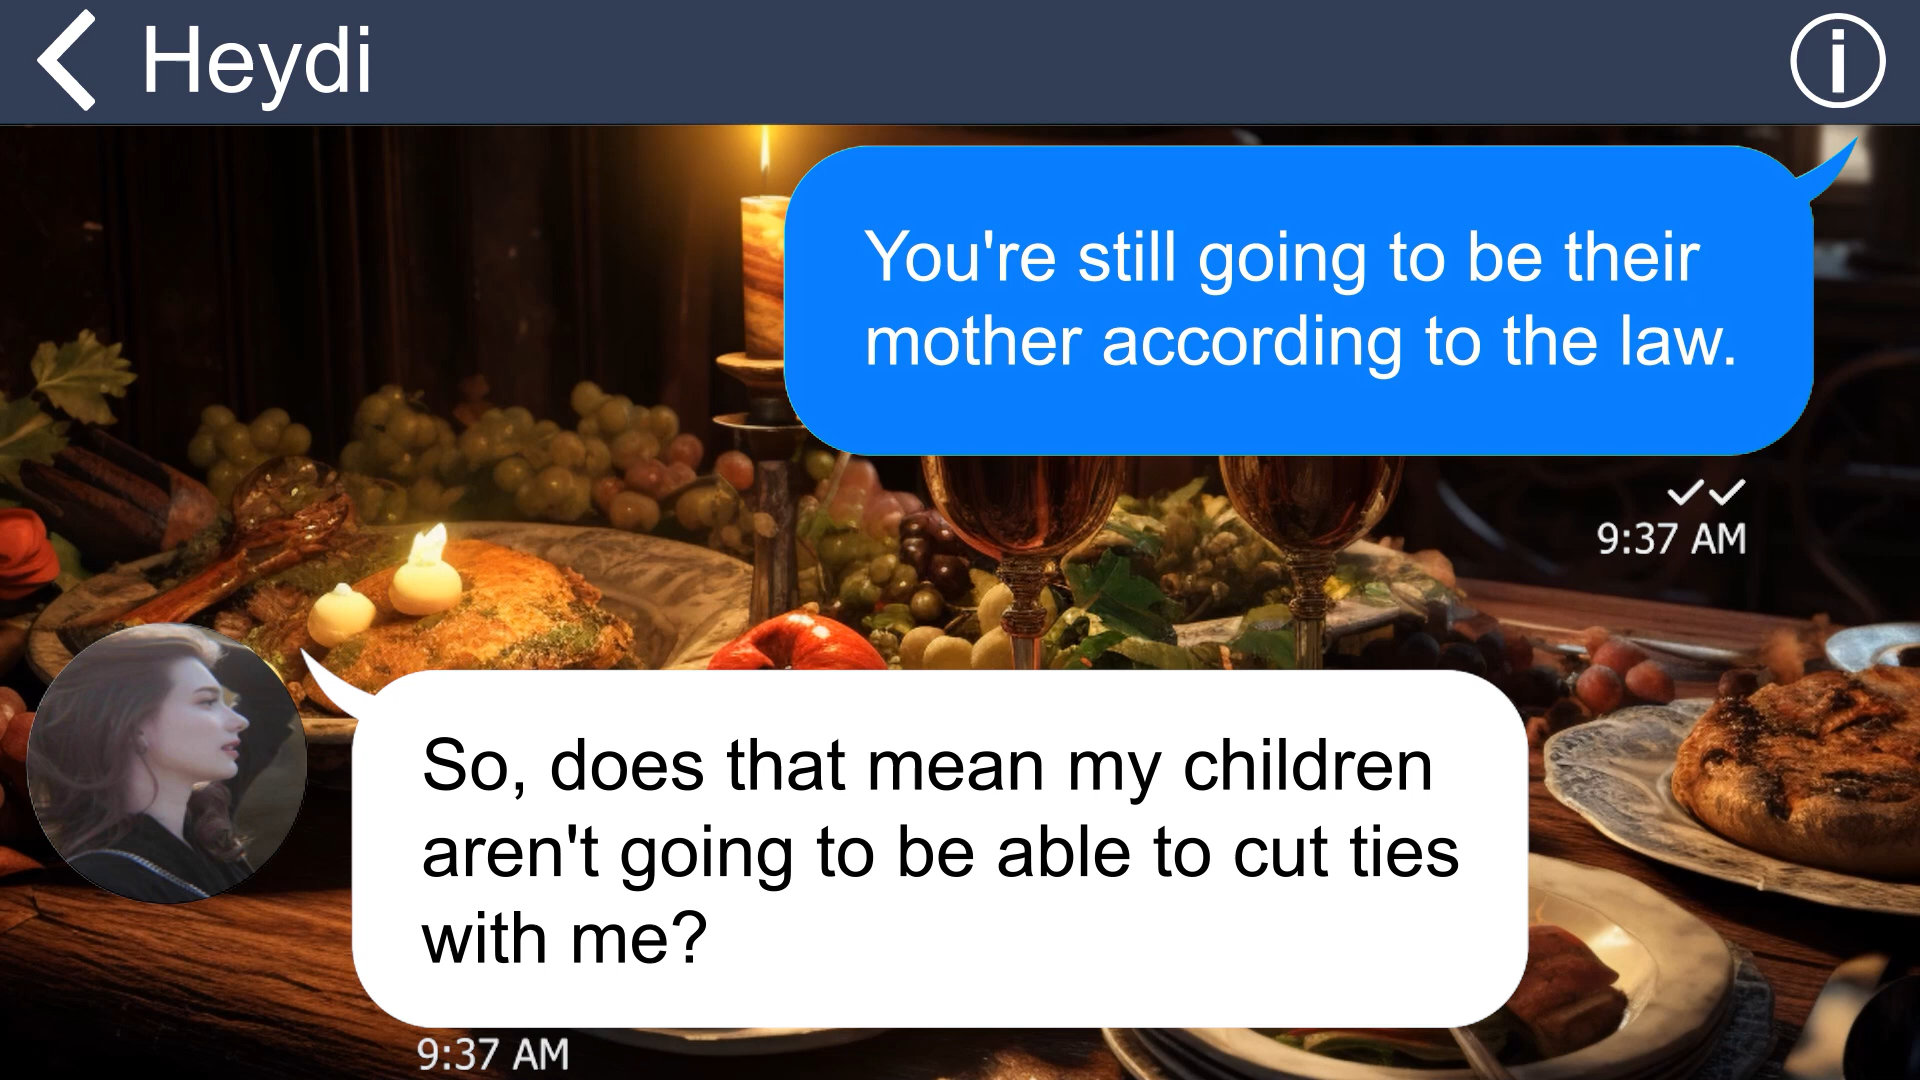 Heydi
You're still going to be their
mother according to the law.
9:37 AM
So, does that mean my children
aren't going to be able to cut ties
with me?
9:37 AM